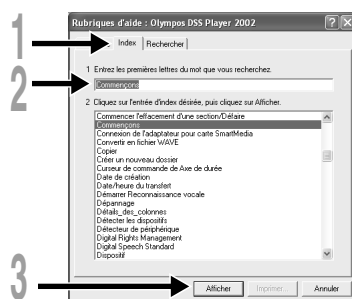 Rubriques d'aide : Olympos DSS Player 2002
Index Rechercher
1
1 Entrez les premières lettres du mot que vous recherchez.
2
Commençons
2 Cliquez sur l'entrée d'index désirée, puis cliquez sur Afficher.
Commencer l'effacement d'une section/Défaire
Commençons
Connexion de l'adaptateur pour carte SmartMedia
Convertir en fichier WAVE
Copier
Créer un nouveau dossier
Curseur de commande de Axe de durée
Date de création
Date/heure du transfert
Démarrer Reconnaissance vocale
Dépannage
Détails_des_colonnes
Détecter les dispositifs
Détecteur de périphérique
Digital Rights Management
Digital Speech Standard
Dispositif
3
Afficher Imprimer... Annuler